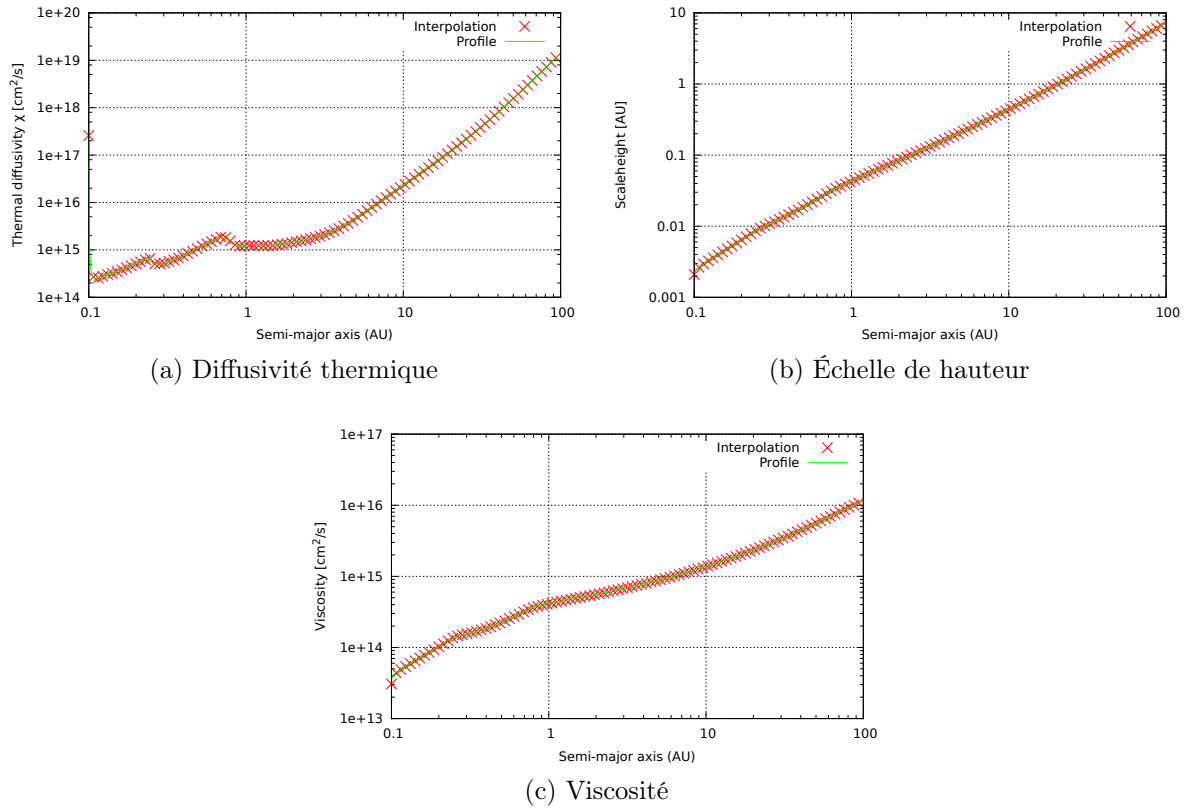 1e+20
1e+19
1e+18
1e+17
1e+16
1e+15
1e+14
Thermal diffusivity χ [cm²/s]
Interpolation
Profile
0.1
1
10
100
Semi-major axis (AU)
(a) Diffusivité thermique
10
1
0.1
0.01
0.001
Scaleheight [AU]
Interpolation
Profile
0.1
1
10
100
Semi-major axis (AU)
(b) Échelle de hauteur
1e+17
1e+16
1e+15
1e+14
1e+13
Viscosity [cm²/s]
Interpolation
Profile
0.1
1
10
100
Semi-major axis (AU)
(c) Viscosité